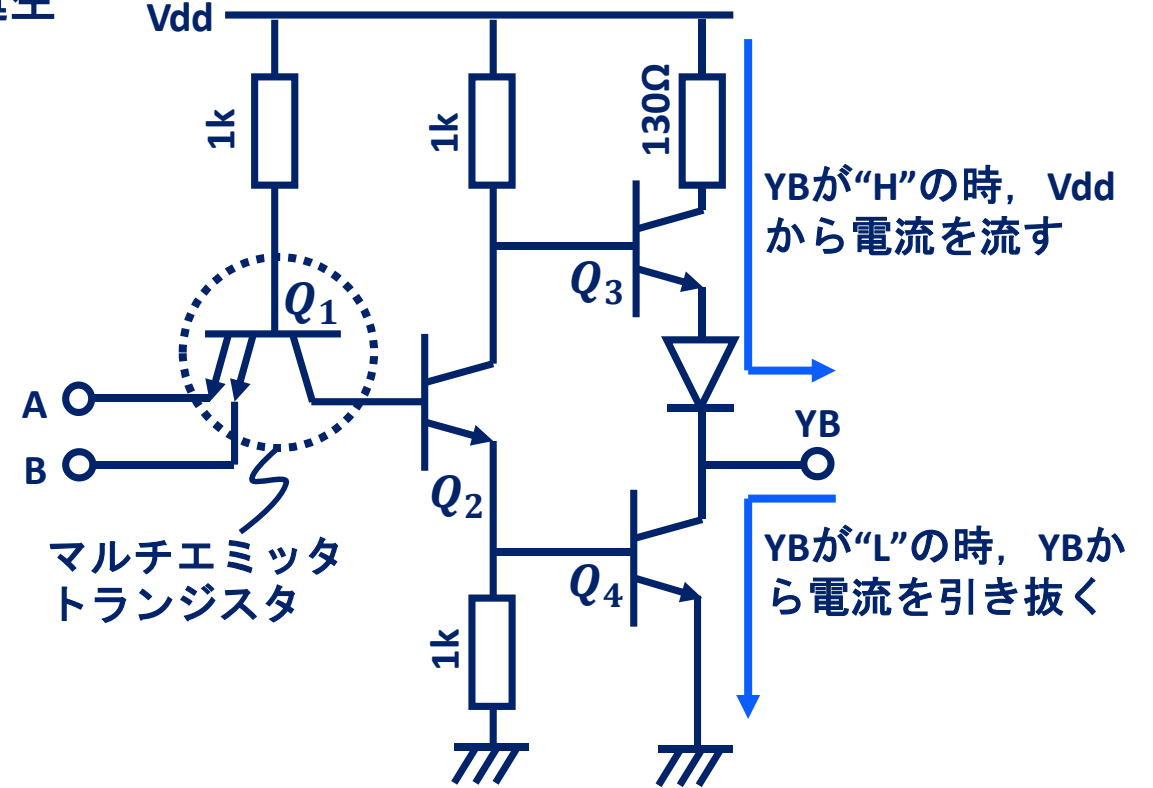 Vdd
1k
1k
130Ω
YBが“H”の時, Vdd
から電流を流す
Q1
Q3
A
B
YB
Q2
マルチエミッタ
トランジスタ
YBが“L”の時, YBか
ら電流を引き抜く
Q4
1k